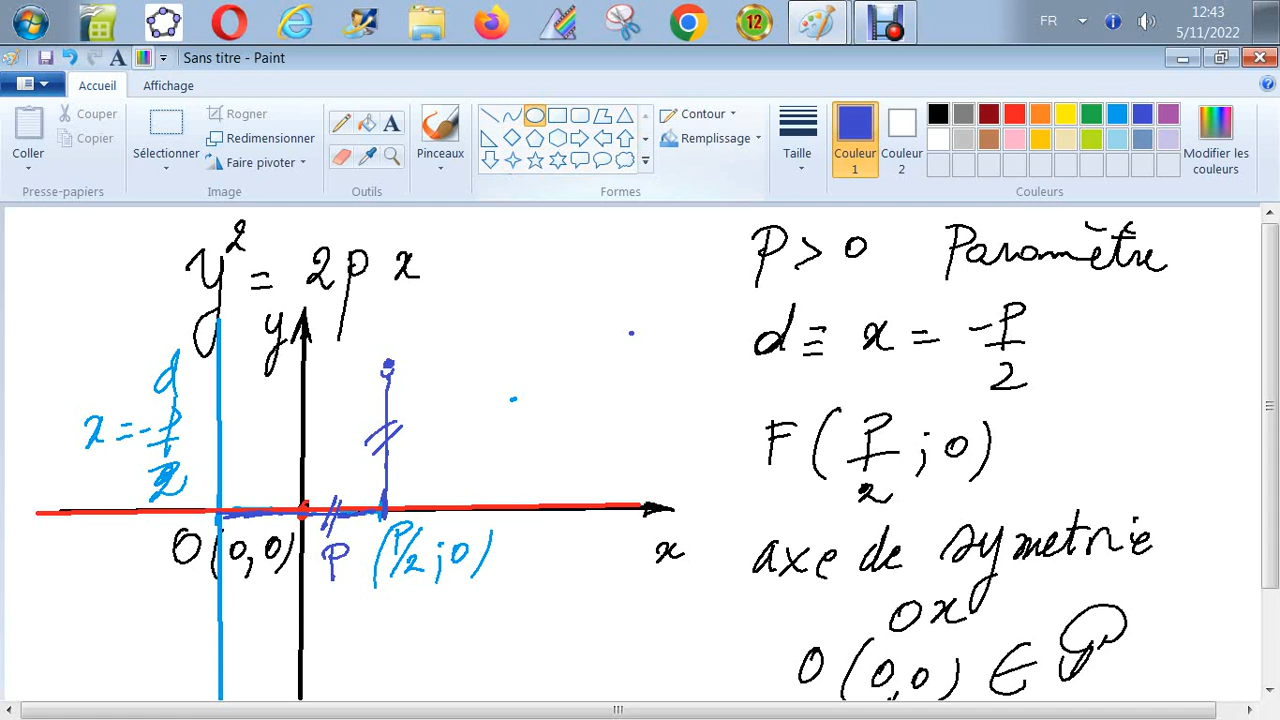 12
FR
12:43
5/11/2022
Sans titre - Paint
Accueil
Affichage
Coller
Couper
Copier
Presse-papiers
Sélectionner
Rogner
Redimensionner
Faire pivoter
Image
A
Outils
Pinceaux
Formes
Contour
Remplissage
Taille
Couleur 1
Couleur 2
Modifier les couleurs
Couleurs
y² = 2p x
y
d
x = -P/2
O (0,0)
P
(P/2 ; 0)
x
P > 0 Paramètre
d ≡ x = -P/2
F (P/2 ; 0)
axe de symetrie
Ox
O (0,0) ∈ P